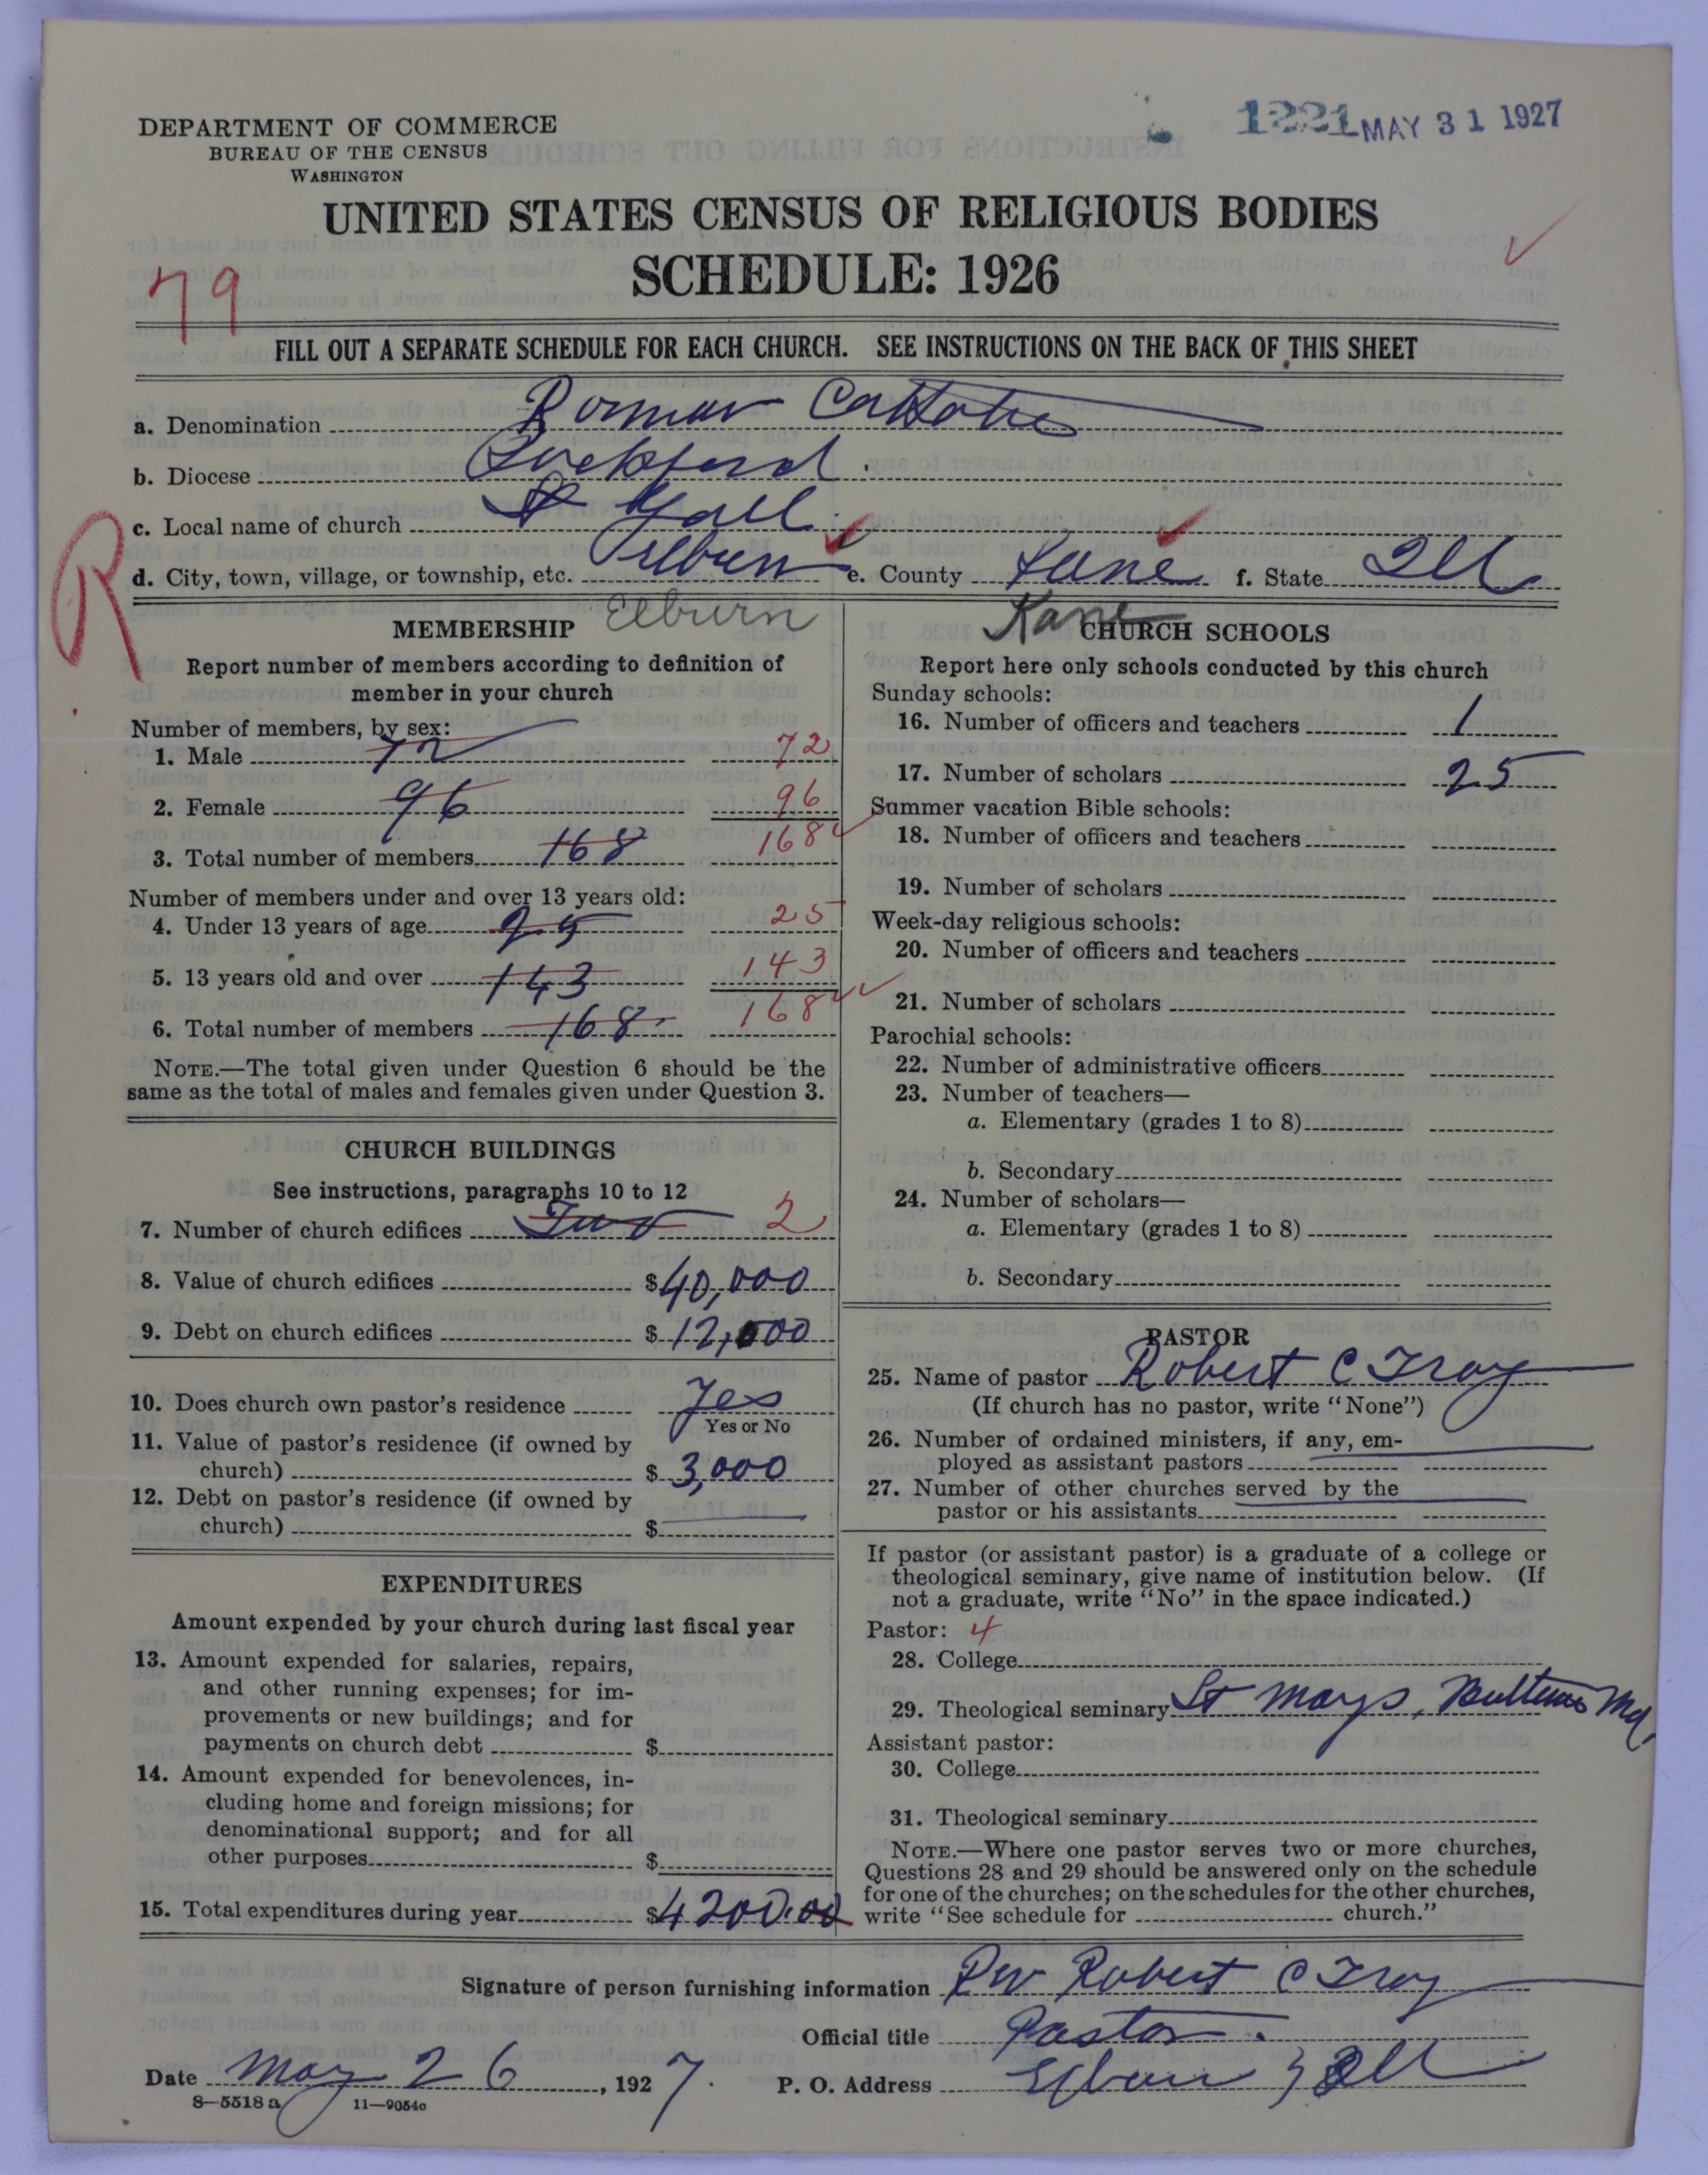 DEPARTMENT OF COMMERCE
BUREAU OF THE CENSUS
WASHINGTON
1221 MAY 31 1927
UNITED STATES CENSUS OF RELIGIOUS BODIES
SCHEDULE: 1926
79
FILL OUT A SEPARATE SCHEDULE FOR EACH CHURCH. SEE INSTRUCTIONS ON THE BACK OF THIS SHEET
a. Denomination Roman Catholic
b. Diocese Rockford.
c. Local name of church St Gall
R
d. City, town, village, or township, etc. Elburn e. County Kane f. State Ill
Elburn Kane
MEMBERSHIP
Report number of members according to definition of
member in your church
Number of members, by sex:
1. Male 72 72
2. Female 96 96
3. Total number of members 168 168
Number of members under and over 13 years old:
4. Under 13 years of age 25 25
5. 13 years old and over 143 143
6. Total number of members 168 168
NOTE.—The total given under Question 6 should be the
same as the total of males and females given under Question 3.
CHURCH BUILDINGS
See instructions, paragraphs 10 to 12
7. Number of church edifices Two 2
8. Value of church edifices $40,000
9. Debt on church edifices $12,000
10. Does church own pastor's residence Yes
Yes or No
11. Value of pastor's residence (if owned by
church) $3,000
12. Debt on pastor's residence (if owned by
church) $
EXPENDITURES
Amount expended by your church during last fiscal year
13. Amount expended for salaries, repairs,
and other running expenses; for im-
provements or new buildings; and for
payments on church debt $
14. Amount expended for benevolences, in-
cluding home and foreign missions; for
denominational support; and for all
other purposes $
15. Total expenditures during year $4200.00
CHURCH SCHOOLS
Report here only schools conducted by this church
Sunday schools:
16. Number of officers and teachers 1
17. Number of scholars 25
Summer vacation Bible schools:
18. Number of officers and teachers
19. Number of scholars
Week-day religious schools:
20. Number of officers and teachers
21. Number of scholars
Parochial schools:
22. Number of administrative officers
23. Number of teachers—
a. Elementary (grades 1 to 8)
b. Secondary
24. Number of scholars—
a. Elementary (grades 1 to 8)
b. Secondary
PASTOR
25. Name of pastor Robert C Troy
(If church has no pastor, write "None")
26. Number of ordained ministers, if any, em-
ployed as assistant pastors
27. Number of other churches served by the
pastor or his assistants
If pastor (or assistant pastor) is a graduate of a college or
theological seminary, give name of institution below. (If
not a graduate, write "No" in the space indicated.)
Pastor: 4
28. College
29. Theological seminary St Marys, Baltimore Md.
Assistant pastor:
30. College
31. Theological seminary
NOTE.—Where one pastor serves two or more churches,
Questions 28 and 29 should be answered only on the schedule
for one of the churches; on the schedules for the other churches,
write "See schedule for church."
Signature of person furnishing information Rev Robert C Troy
Official title Pastor.
Date May 26, 1927. P. O. Address Elburn Ill
8—5518 a 11—9054c